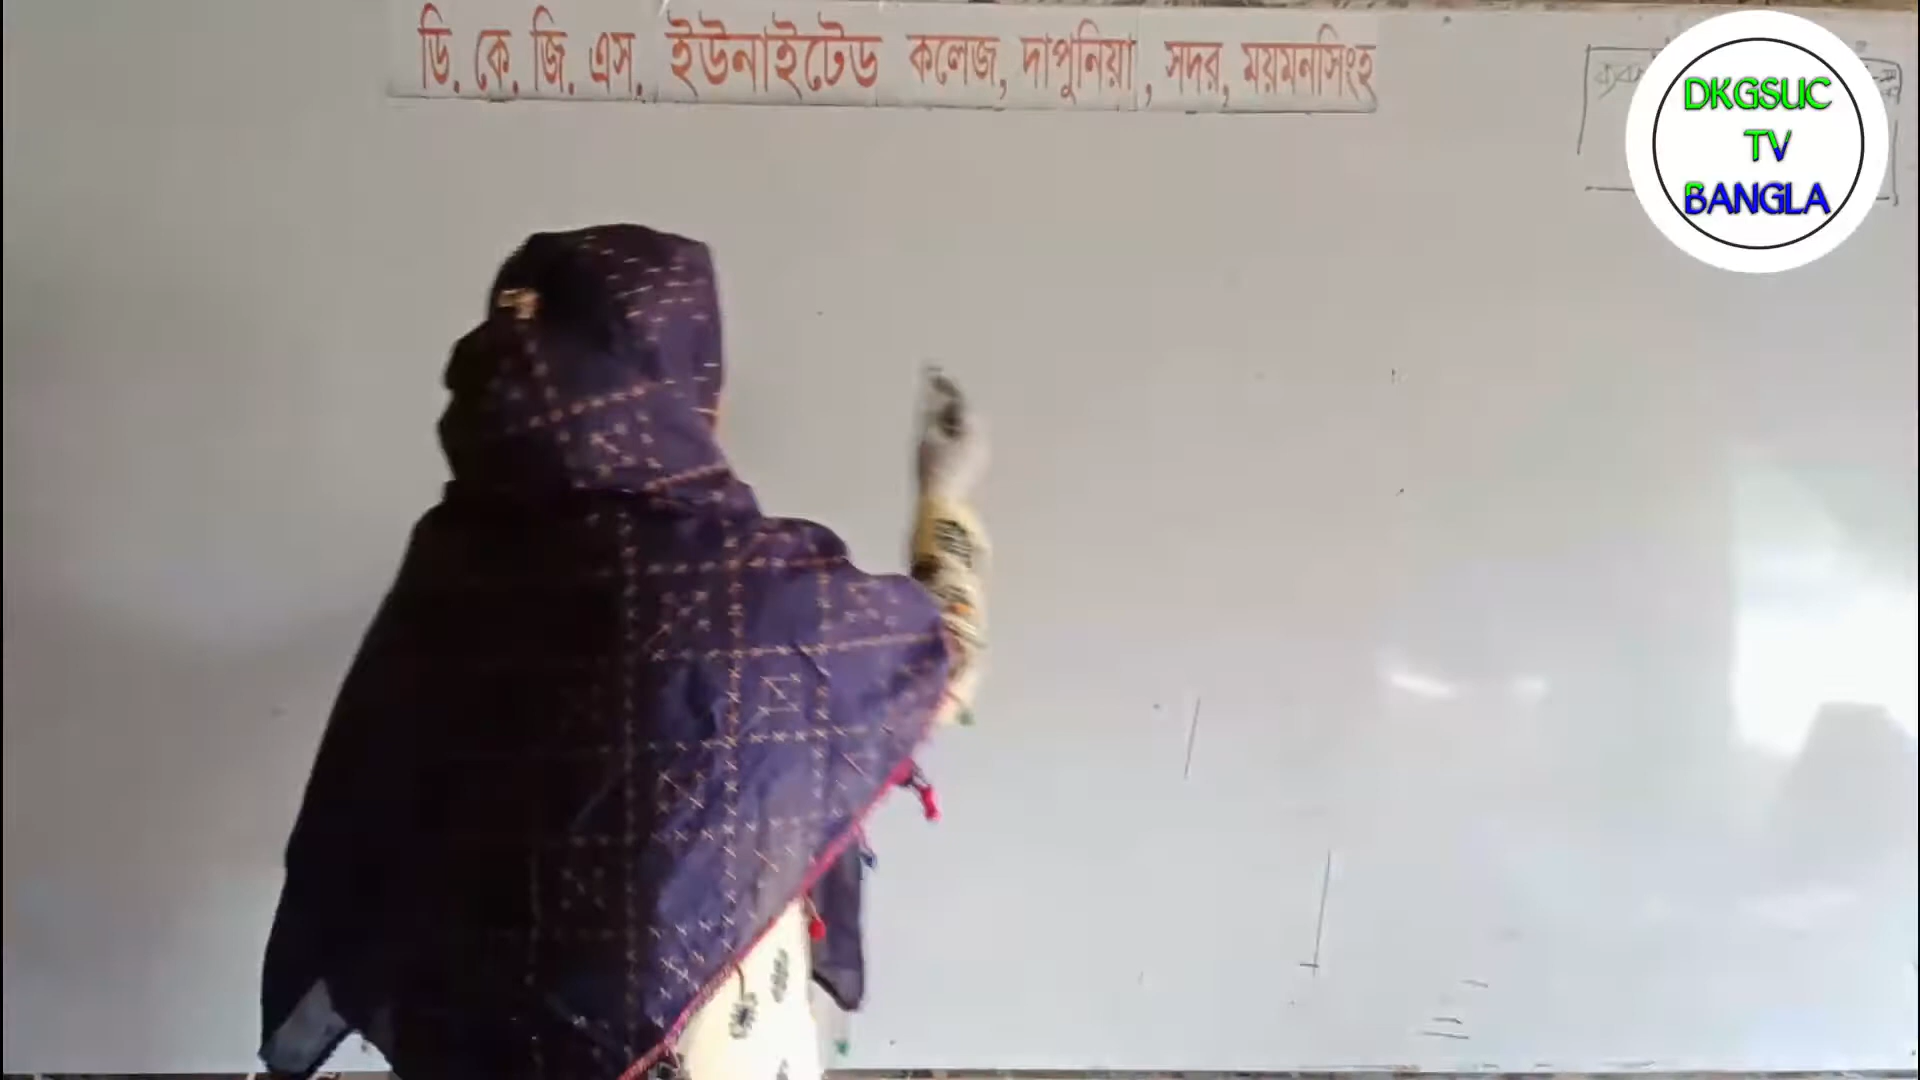 ডি. কে. জি. এস. ইউনাইটেড কলেজ, দাপুনিয়া, সদর, ময়মনসিংহ
DKGSUC
TV
BANGLA